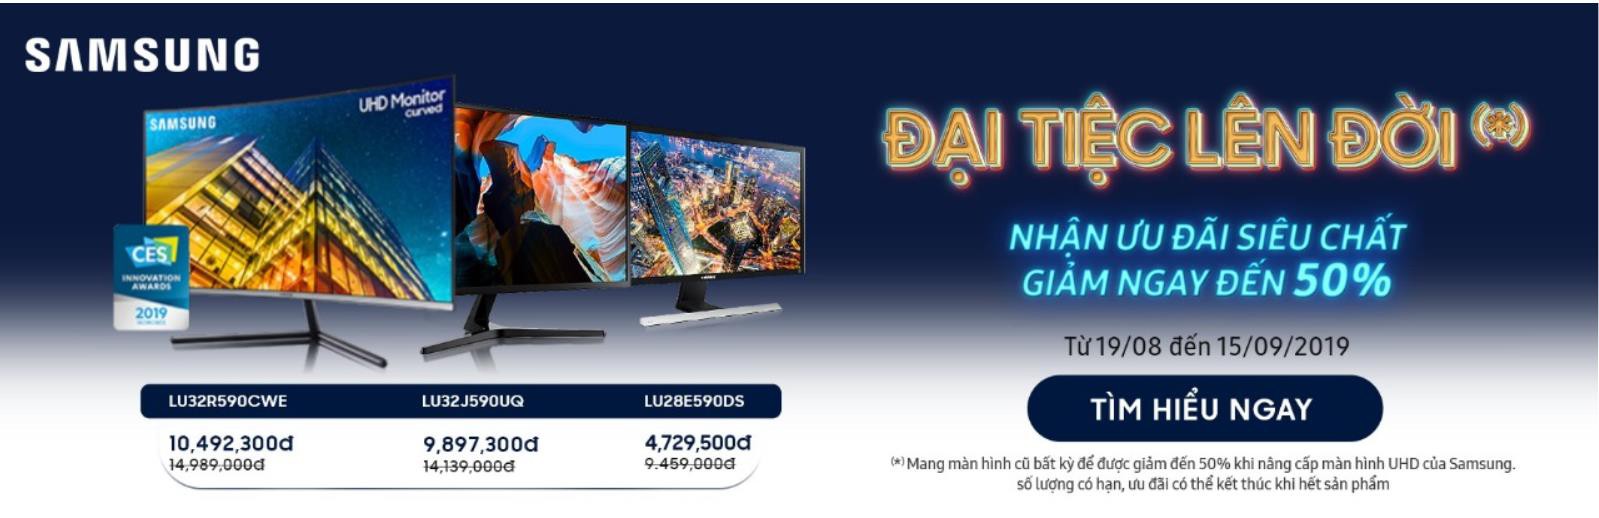 SAMSUNG
SAMSUNG
UHD Monitor
curved
CES
INNOVATION
AWARDS
2019
LU32R590CWE
LU32J590UQ
LU28E590DS
10,492,300đ
9,897,300đ
4,729,500đ
14,989,000đ
14,139,000đ
9.459,000đ
ĐẠI TIỆC LÊN ĐỜI (*)
NHẬN ƯU ĐÃI SIÊU CHẤT
GIẢM NGAY ĐẾN 50%
Từ 19/08 đến 15/09/2019
TÌM HIỂU NGAY
(*) Mang màn hình cũ bất kỳ để được giảm đến 50% khi nâng cấp màn hình UHD của Samsung.
số lượng có hạn, ưu đãi có thể kết thúc khi hết sản phẩm